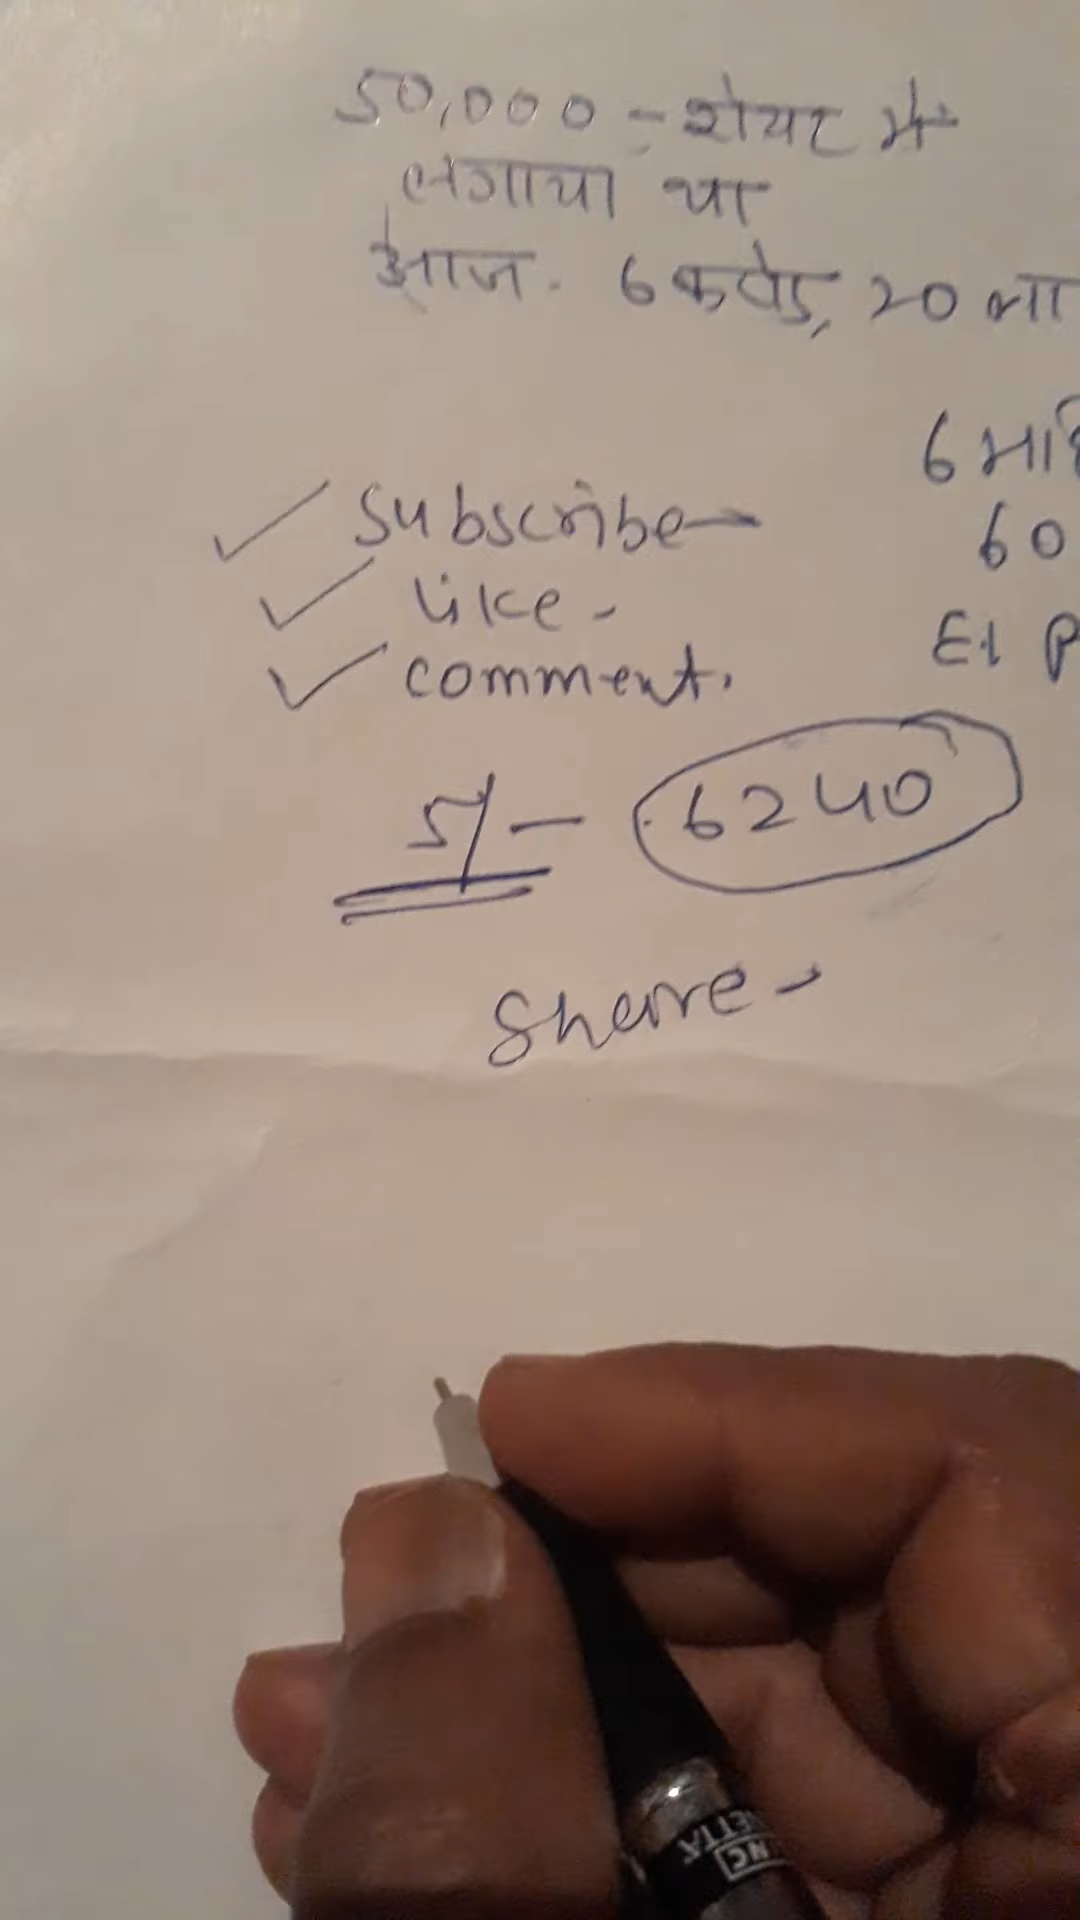 50,000 - शेयर में
लगाया था
आज. 6 करोड़, 20 ला
6 मा
✓ Subscribe -
60
✓ Like -
E1 P
✓ comment.
5/- 6240
Share -